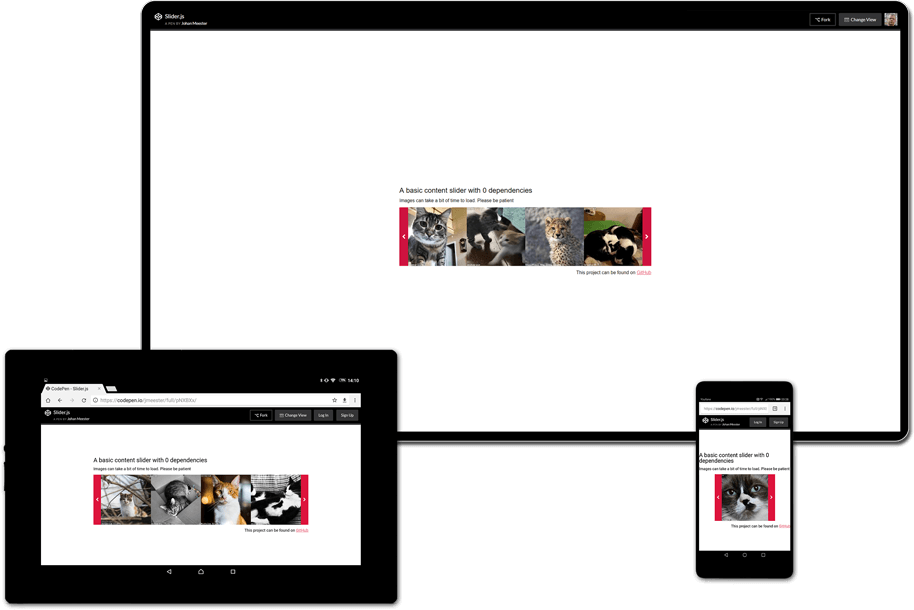 Slider.js
A PEN BY Johan Meester
Fork
Change View
A basic content slider with 0 dependencies
Images can take a bit of time to load. Please be patient
This project can be found on GitHub
14:10
CodePen - Slider.js
https://codepen.io/jmeester/full/pNXBXx/
Slider.js
A PEN BY Johan Meester
Fork
Change View
Log In
Sign Up
A basic content slider with 0 dependencies
Images can take a bit of time to load. Please be patient
This project can be found on GitHub
https://codepen.io/jmeester/full/pNXB
Slider.js
A PEN BY Johan Meester
Log In
Sign Up
A basic content slider with 0
dependencies
Images can take a bit of time to load. Please be patient
This project can be found on GitHub